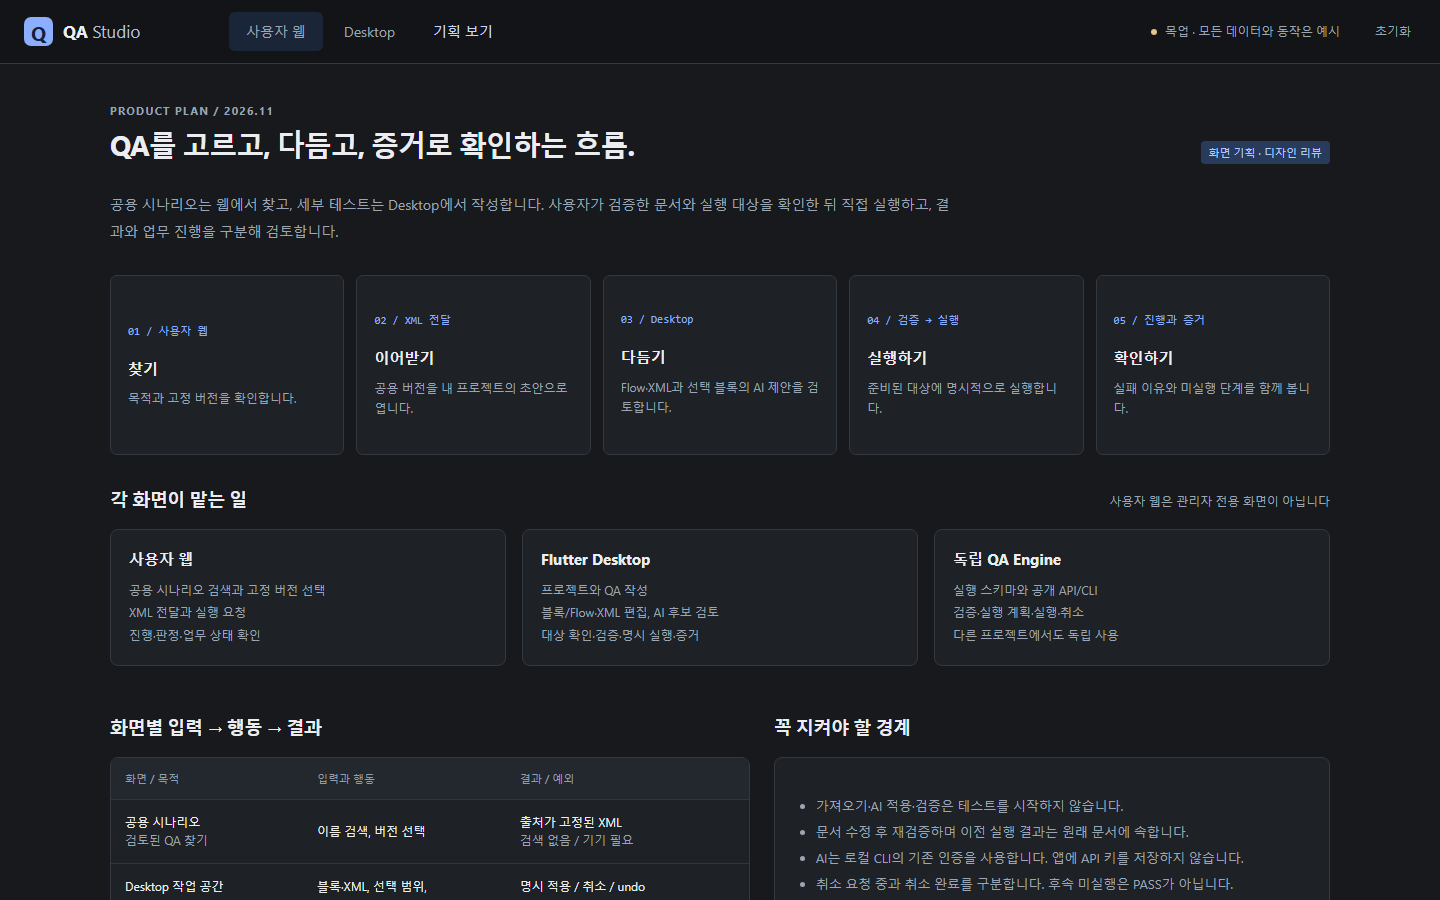 Q QA Studio
사용자 웹
Desktop
기획 보기
목업 · 모든 데이터와 동작은 예시
초기화
PRODUCT PLAN / 2026.11
QA를 고르고, 다듬고, 증거로 확인하는 흐름.
화면 기획 · 디자인 리뷰
공용 시나리오는 웹에서 찾고, 세부 테스트는 Desktop에서 작성합니다. 사용자가 검증한 문서와 실행 대상을 확인한 뒤 직접 실행하고, 결
과와 업무 진행을 구분해 검토합니다.
01 / 사용자 웹
찾기
목적과 고정 버전을 확인합니다.
02 / XML 전달
이어받기
공용 버전을 내 프로젝트의 초안으로
엽니다.
03 / Desktop
다듬기
Flow·XML과 선택 블록의 AI 제안을 검
토합니다.
04 / 검증 → 실행
실행하기
준비된 대상에 명시적으로 실행합니
다.
05 / 진행과 증거
확인하기
실패 이유와 미실행 단계를 함께 봅니
다.
각 화면이 맡는 일
사용자 웹은 관리자 전용 화면이 아닙니다
사용자 웹
공용 시나리오 검색과 고정 버전 선택
XML 전달과 실행 요청
진행·판정·업무 상태 확인
Flutter Desktop
프로젝트와 QA 작성
블록/Flow·XML 편집, AI 후보 검토
대상 확인·검증·명시 실행·증거
독립 QA Engine
실행 스키마와 공개 API/CLI
검증·실행 계획·실행·취소
다른 프로젝트에서도 독립 사용
화면별 입력 → 행동 → 결과
화면 / 목적
입력과 행동
결과 / 예외
공용 시나리오
검토된 QA 찾기
이름 검색, 버전 선택
출처가 고정된 XML
검색 없음 / 기기 필요
Desktop 작업 공간
블록·XML, 선택 범위,
명시 적용 / 취소 / undo
꼭 지켜야 할 경계
가져오기·AI 적용·검증은 테스트를 시작하지 않습니다.
문서 수정 후 재검증하며 이전 실행 결과는 원래 문서에 속합니다.
AI는 로컬 CLI의 기존 인증을 사용합니다. 앱에 API 키를 저장하지 않습니다.
취소 요청 중과 취소 완료를 구분합니다. 후속 미실행은 PASS가 아닙니다.